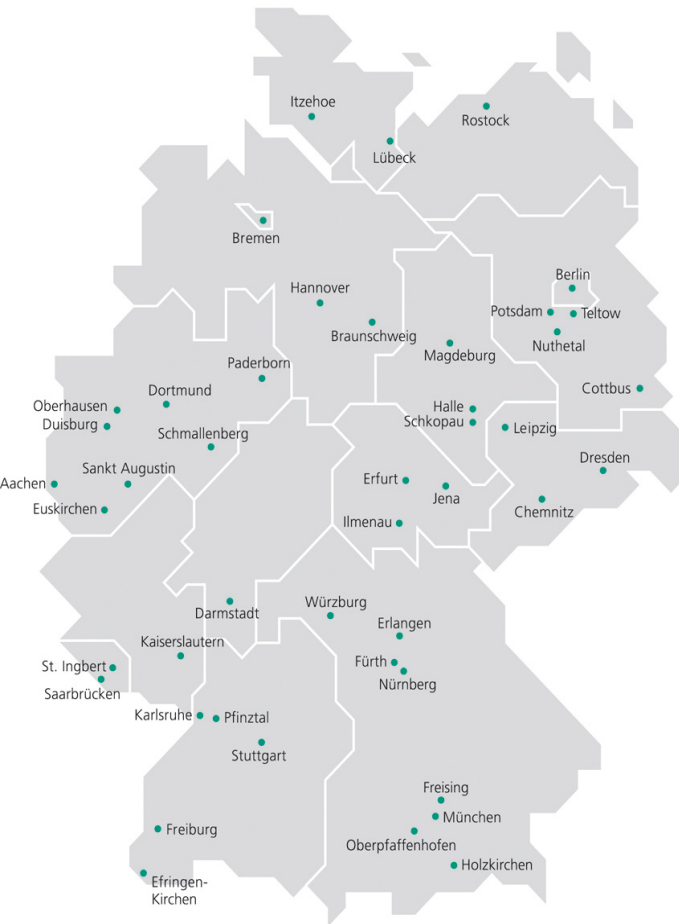 Itzehoe
Rostock
Lübeck
Bremen
Berlin
Hannover
Potsdam
Teltow
Braunschweig
Nuthetal
Magdeburg
Paderborn
Cottbus
Dortmund
Oberhausen
Halle
Duisburg
Schkopau
Leipzig
Schmallenberg
Dresden
Sankt Augustin
Aachen
Erfurt
Jena
Euskirchen
Chemnitz
Ilmenau
Würzburg
Darmstadt
Erlangen
Kaiserslautern
Fürth
St. Ingbert
Nürnberg
Saarbrücken
Karlsruhe
Pfinztal
Stuttgart
Freising
München
Freiburg
Oberpfaffenhofen
Holzkirchen
Efringen-
Kirchen